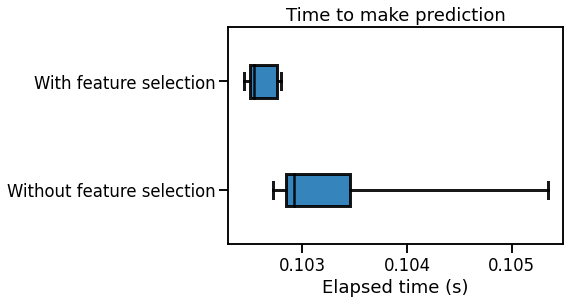 Time to make prediction
With feature selection
Without feature selection
0.103 0.104 0.105
Elapsed time (s)